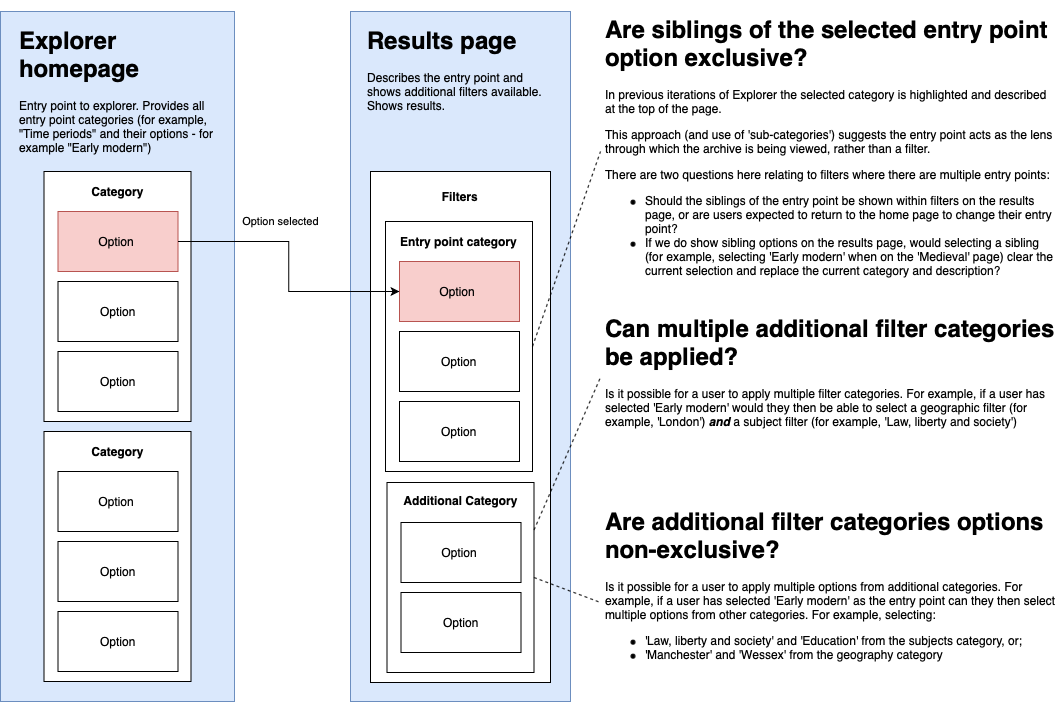 Explorer
homepage
Entry point to explorer. Provides all
entry point categories (for example,
"Time periods" and their options - for
example "Early modern")
Category
Option
Option
Option
Category
Option
Option
Option
Option selected
Results page
Describes the entry point and
shows additional filters available.
Shows results.
Filters
Entry point category
Option
Option
Option
Additional Category
Option
Option
Are siblings of the selected entry point
option exclusive?
In previous iterations of Explorer the selected category is highlighted and described
at the top of the page.
This approach (and use of 'sub-categories') suggests the entry point acts as the lens
through which the archive is being viewed, rather than a filter.
There are two questions here relating to filters where there are multiple entry points:
● Should the siblings of the entry point be shown within filters on the results
page, or are users expected to return to the home page to change their entry
point?
● If we do show sibling options on the results page, would selecting a sibling
(for example, selecting 'Early modern' when on the 'Medieval' page) clear the
current selection and replace the current category and description?
Can multiple additional filter categories
be applied?
Is it possible for a user to apply multiple filter categories. For example, if a user has
selected 'Early modern' would they then be able to select a geographic filter (for
example, 'London') and a subject filter (for example, 'Law, liberty and society')
Are additional filter categories options
non-exclusive?
Is it possible for a user to apply multiple options from additional categories. For
example, if a user has selected 'Early modern' as the entry point can they then select
multiple options from other categories. For example, selecting:
● 'Law, liberty and society' and 'Education' from the subjects category, or;
● 'Manchester' and 'Wessex' from the geography category